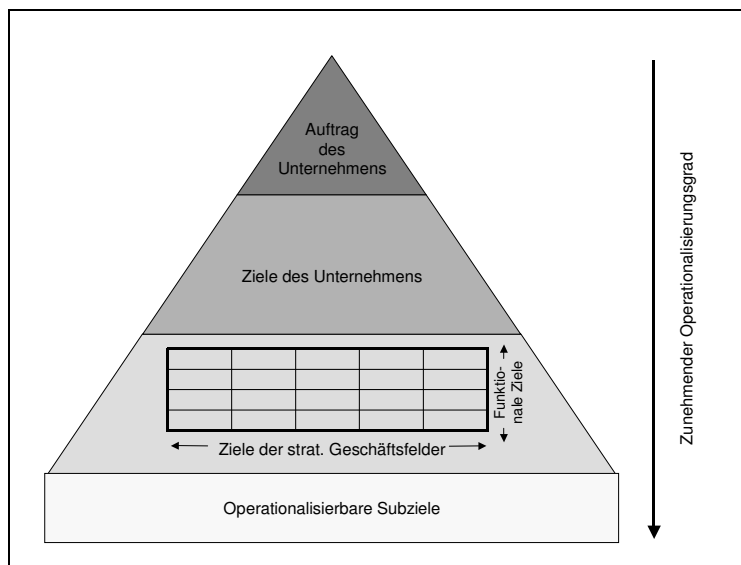 Auftrag
des
Unternehmens
Ziele des Unternehmens
Funktio-
nale Ziele
Ziele der strat. Geschäftsfelder
Operationalisierbare Subziele
Zunehmender Operationalisierungsgrad